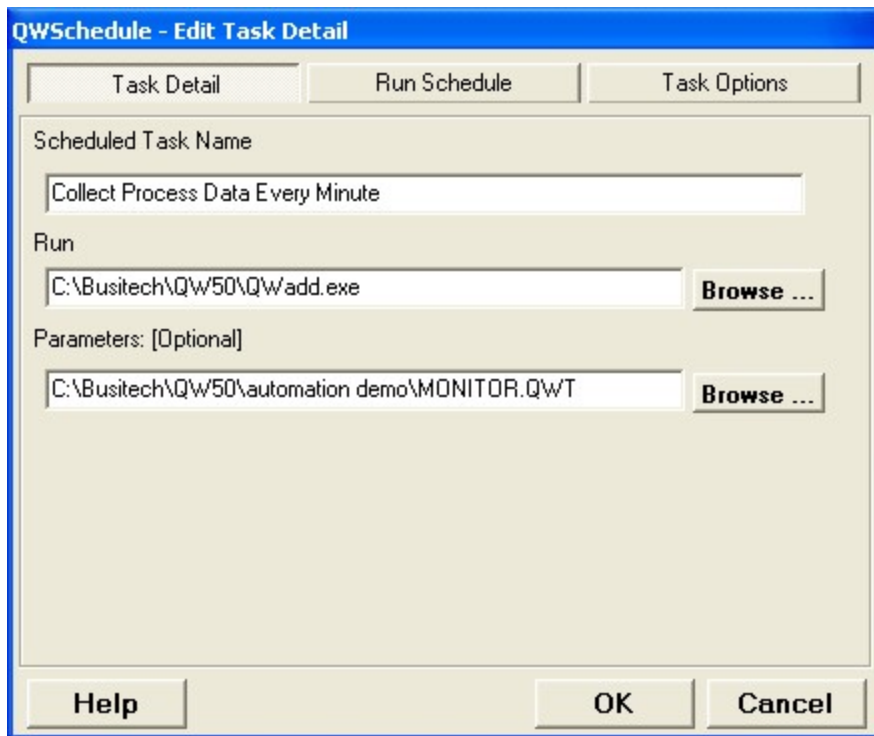 QWSchedule - Edit Task Detail
Task Detail Run Schedule Task Options
Scheduled Task Name
Collect Process Data Every Minute
Run
C:\Busitech\QW50\QWadd.exe Browse ...
Parameters: [Optional]
C:\Busitech\QW50\automation demo\MONITOR.QWT Browse ...
Help OK Cancel